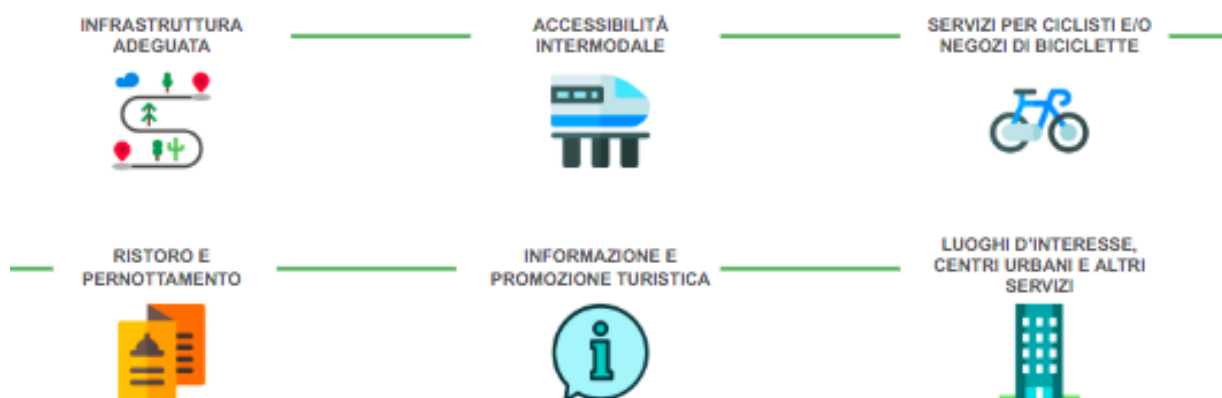 INFRASTRUTTURA
ADEGUATA
ACCESSIBILITÀ
INTERMODALE
SERVIZI PER CICLISTI E/O
NEGOZI DI BICICLETTE
RISTORO E
PERNOTTAMENTO
INFORMAZIONE E
PROMOZIONE TURISTICA
LUOGHI D'INTERESSE,
CENTRI URBANI E ALTRI
SERVIZI